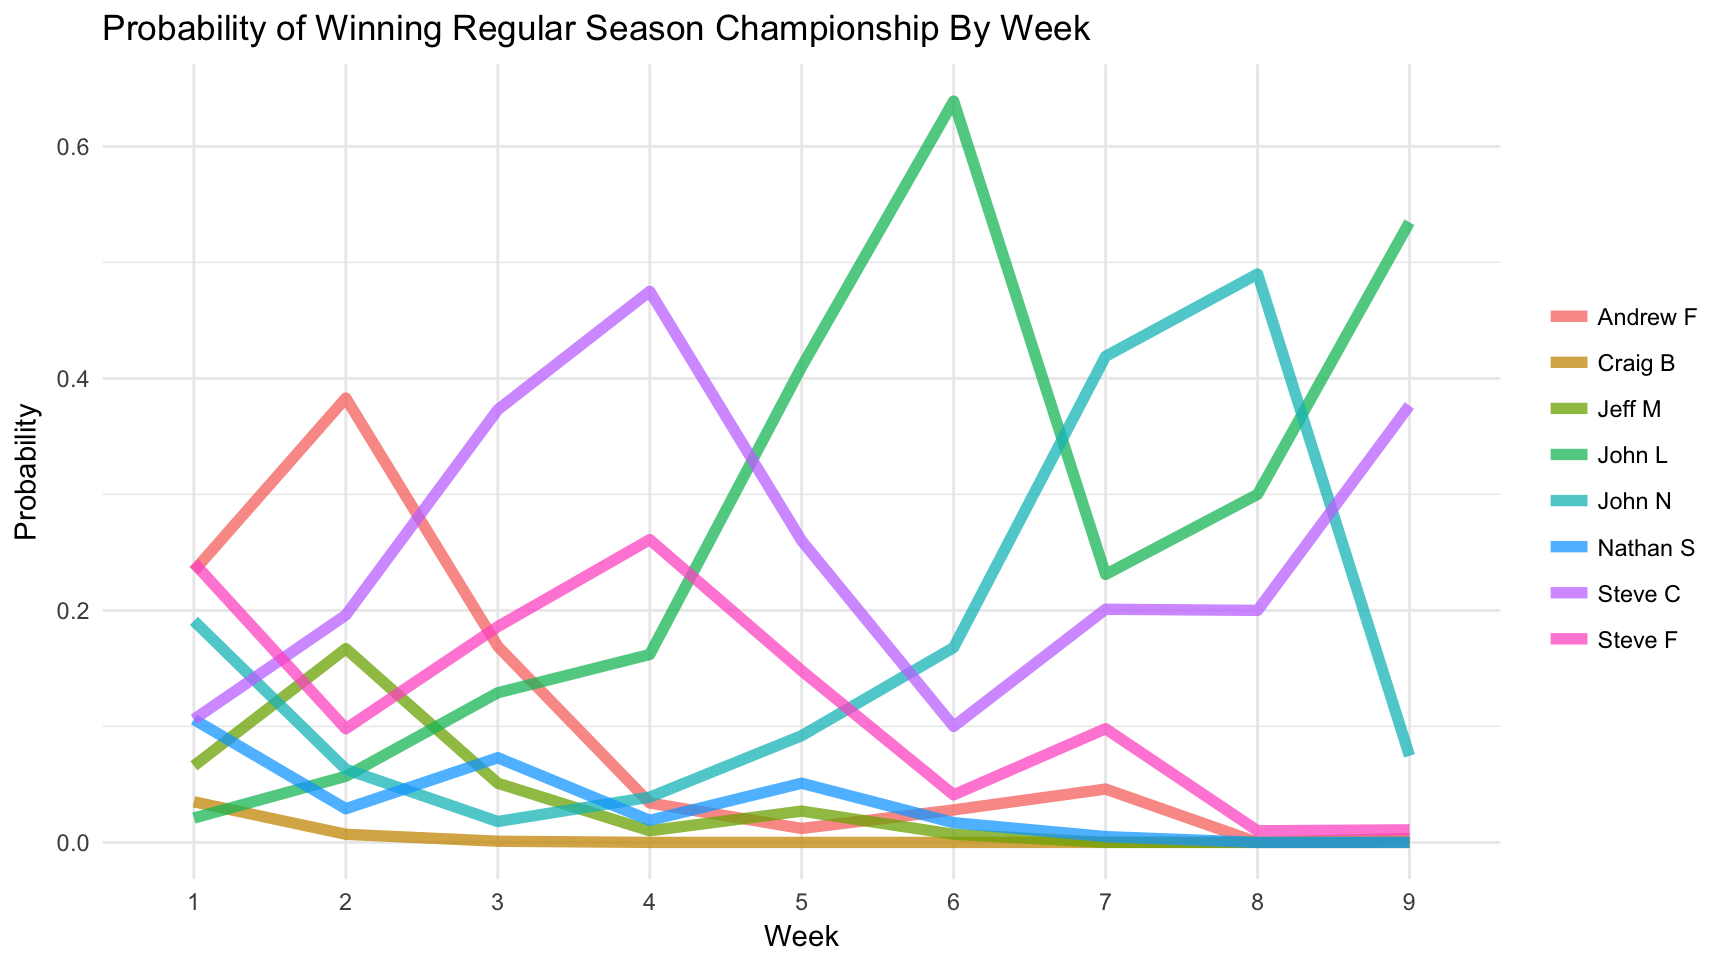 Probability of Winning Regular Season Championship By Week
0.6
0.4
0.2
0.0
Probability
1 2 3 4 5 6 7 8 9
Week
Andrew F
Craig B
Jeff M
John L
John N
Nathan S
Steve C
Steve F